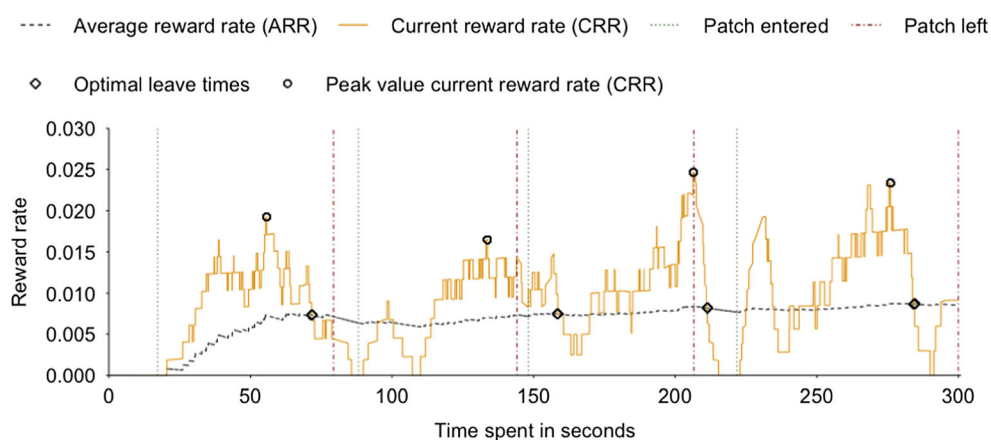 Average reward rate (ARR) Current reward rate (CRR) Patch entered Patch left
Optimal leave times Peak value current reward rate (CRR)
0.030
0.025
0.020
0.015
0.010
0.005
0.000
Reward rate
0 50 100 150 200 250 300
Time spent in seconds